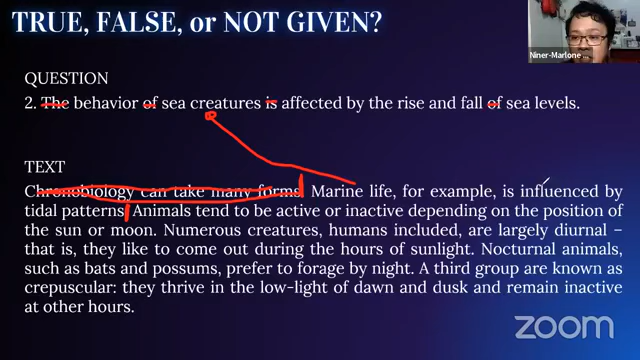 TRUE, FALSE, or NOT GIVEN?
Niner-Marlone ...
QUESTION
2. The behavior of sea creatures is affected by the rise and fall of sea levels.
TEXT
Chronobiology can take many forms. Marine life, for example, is influenced by
tidal patterns. Animals tend to be active or inactive depending on the position of
the sun or moon. Numerous creatures, humans included, are largely diurnal –
that is, they like to come out during the hours of sunlight. Nocturnal animals,
such as bats and possums, prefer to forage by night. A third group are known as
crepuscular: they thrive in the low-light of dawn and dusk and remain inactive
at other hours.
zoom